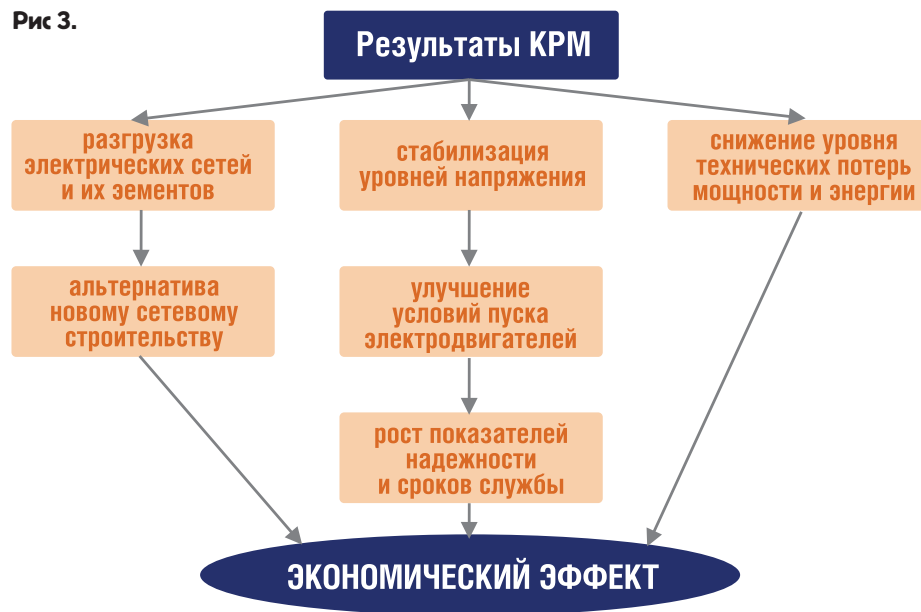 Рис 3.
Результаты КРМ
разгрузка
электрических сетей
и их зементов
стабилизация
уровней напряжения
снижение уровня
технических потерь
мощности и энергии
альтернатива
новому сетевому
строительству
улучшение
условий пуска
электродвигателей
рост показателей
надежности
и сроков службы
ЭКОНОМИЧЕСКИЙ ЭФФЕКТ